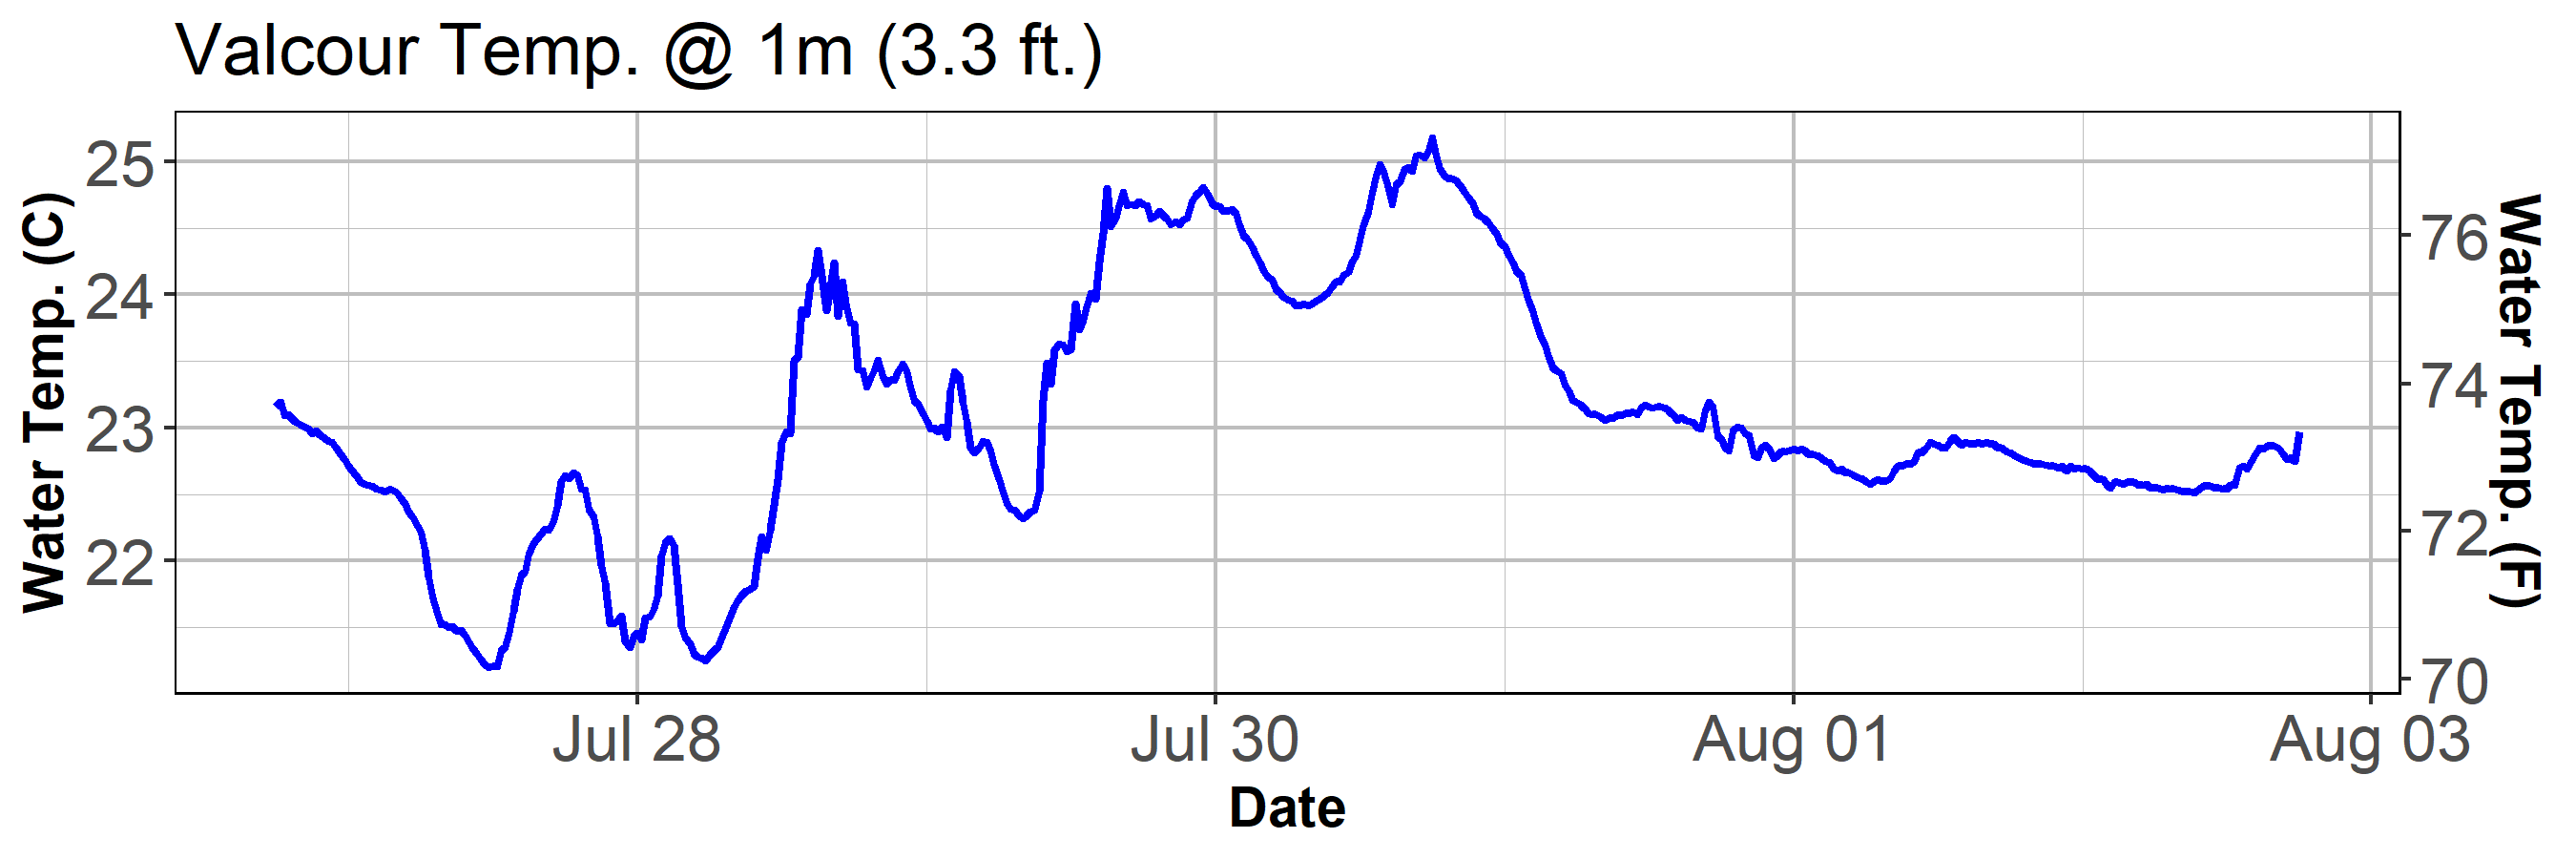 Valcour Temp. @ 1m (3.3 ft.)
Water Temp. (C)
25
24
23
22
Water Temp. (F)
76
74
72
70
Jul 28
Jul 30
Aug 01
Aug 03
Date